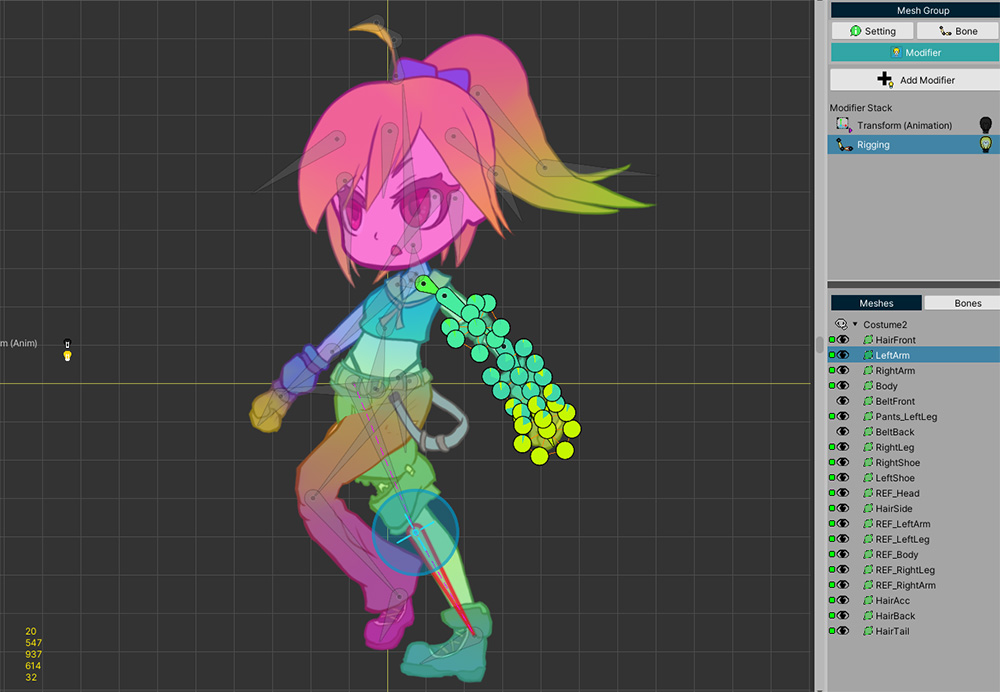 Mesh Group
Setting
Bone
Modifier
Add Modifier
Modifier Stack
Transform (Animation)
Rigging
m (Anim)
Meshes
Bones
Costume2
HairFront
LeftArm
RightArm
Body
BeltFront
Pants_LeftLeg
BeltBack
RightLeg
RightShoe
LeftShoe
REF_Head
HairSide
REF_LeftArm
REF_LeftLeg
REF_Body
REF_RightLeg
REF_RightArm
HairAcc
HairBack
HairTail
20
547
937
614
32